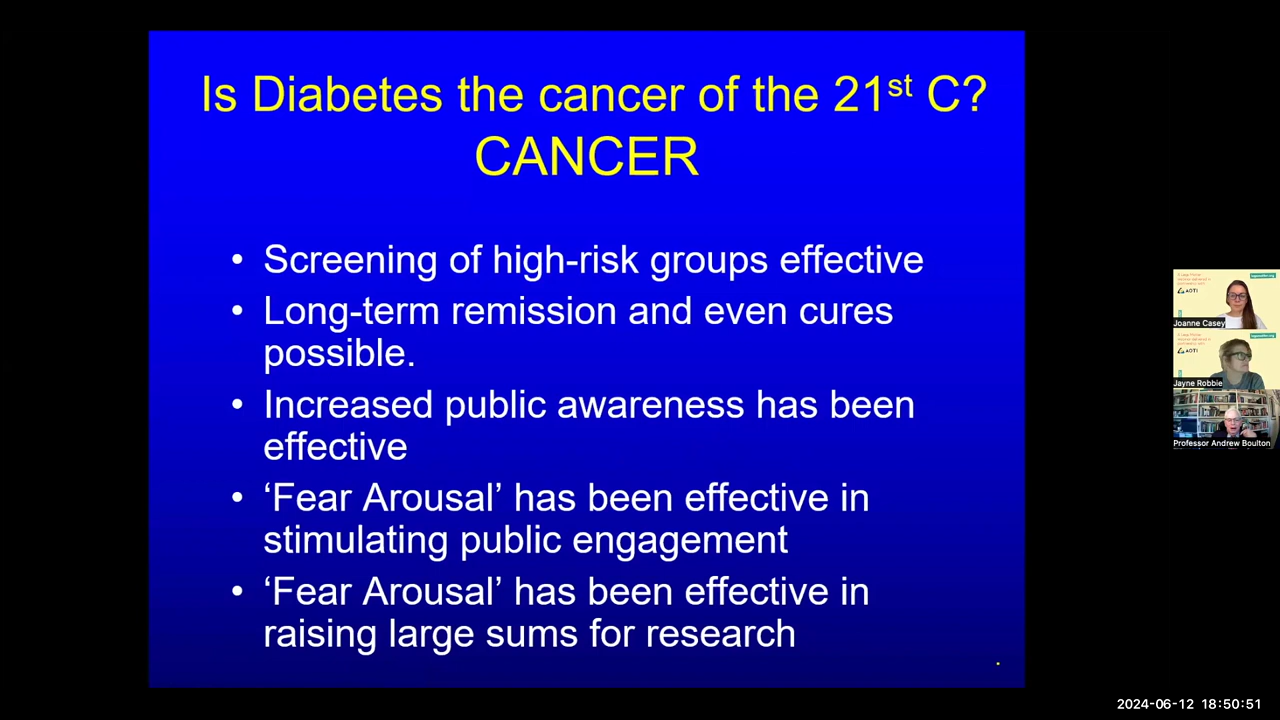 Is Diabetes the cancer of the 21st C?
CANCER
• Screening of high-risk groups effective
• Long-term remission and even cures
possible.
• Increased public awareness has been
effective
• ‘Fear Arousal’ has been effective in
stimulating public engagement
• ‘Fear Arousal’ has been effective in
raising large sums for research
AOTI
Joanne Casey
AOTI
Jayne Robbie
Professor Andrew Boulton
2024-06-12 18:50:51